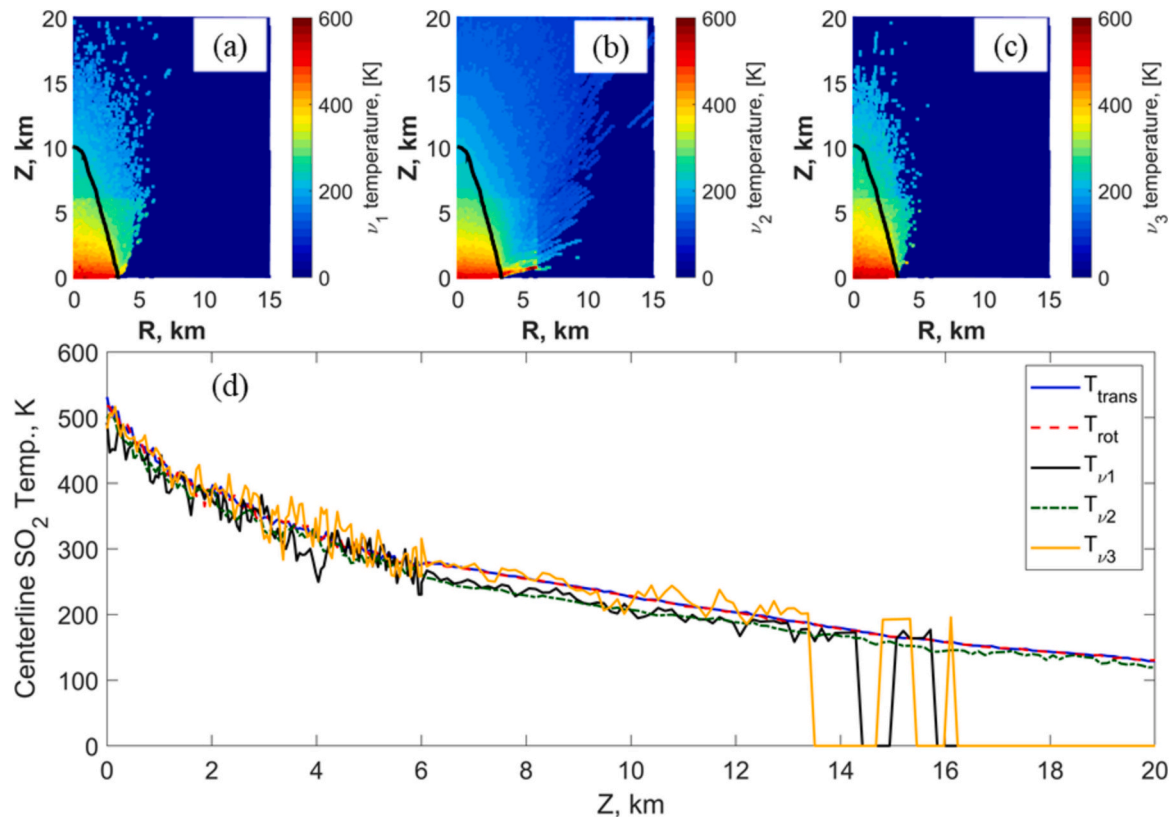 (a)
20
15
10
5
0
Z, km
0 5 10 15
R, km
600
400
200
0
ν1 temperature, [K]
(b)
20
15
10
5
0
Z, km
0 5 10 15
R, km
600
400
200
0
ν2 temperature, [K]
(c)
20
15
10
5
0
Z, km
0 5 10 15
R, km
600
400
200
0
ν3 temperature, [K]
(d)
600
500
400
300
200
100
0
Centerline SO2 Temp., K
Ttrans
Trot
Tν1
Tν2
Tν3
0 2 4 6 8 10 12 14 16 18 20
Z, km